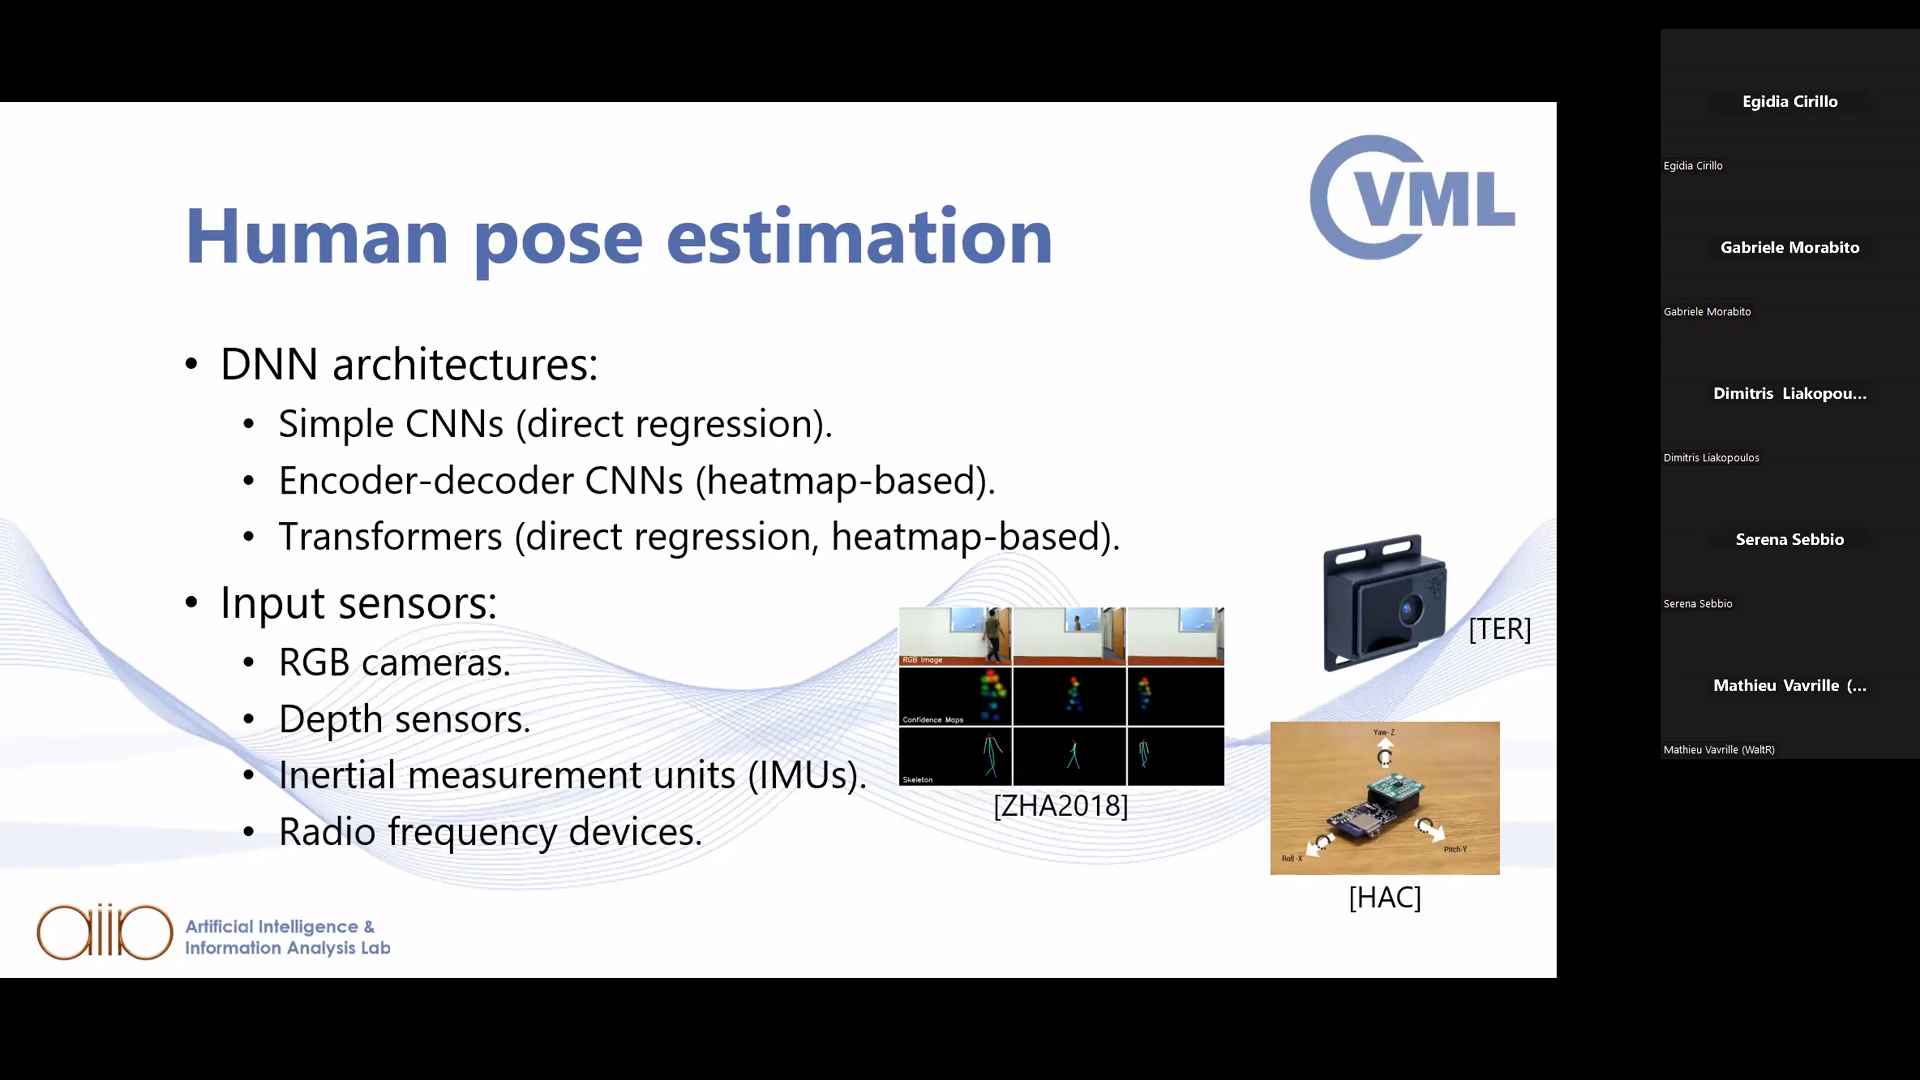 CVML
Human pose estimation
• DNN architectures:
• Simple CNNs (direct regression).
• Encoder-decoder CNNs (heatmap-based).
• Transformers (direct regression, heatmap-based).
• Input sensors:
• RGB cameras.
• Depth sensors.
• Inertial measurement units (IMUs).
• Radio frequency devices.
RGB Image
Confidence Maps
Skeleton
[ZHA2018]
[TER]
Yaw-Z
Roll-X
Pitch-Y
[HAC]
aiia
Artificial Intelligence &
Information Analysis Lab
Egidia Cirillo
Egidia Cirillo
Gabriele Morabito
Gabriele Morabito
Dimitris Liakopou...
Dimitris Liakopoulos
Serena Sebbio
Serena Sebbio
Mathieu Vavrille (...
Mathieu Vavrille (WaltR)